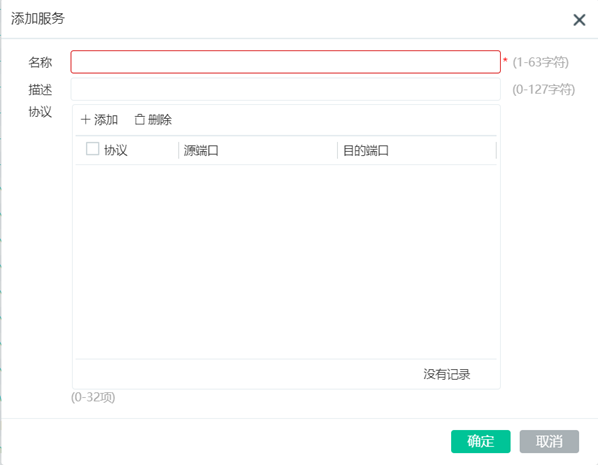 添加服务
名称 * (1-63字符)
描述 (0-127字符)
协议
添加 删除
协议 源端口 目的端口
没有记录
(0-32项)
确定 取消